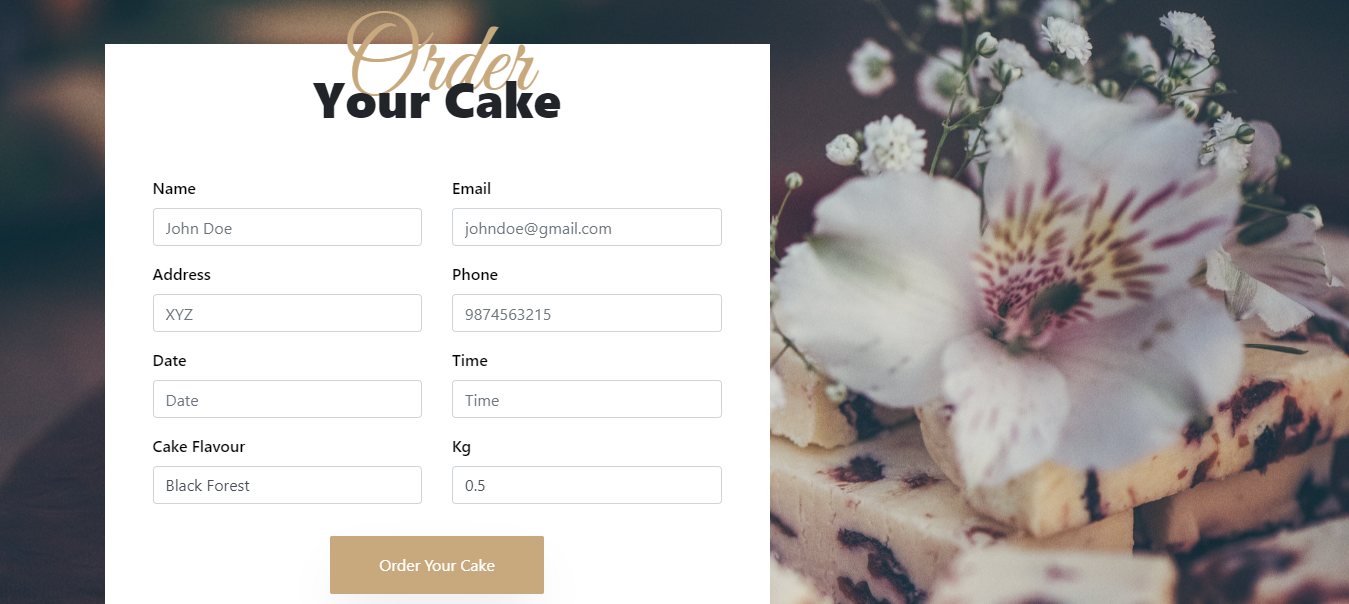 Order
Your Cake
Name
Email
John Doe
johndoe@gmail.com
Address
Phone
XYZ
9874563215
Date
Time
Date
Time
Cake Flavour
Kg
Black Forest
0.5
Order Your Cake